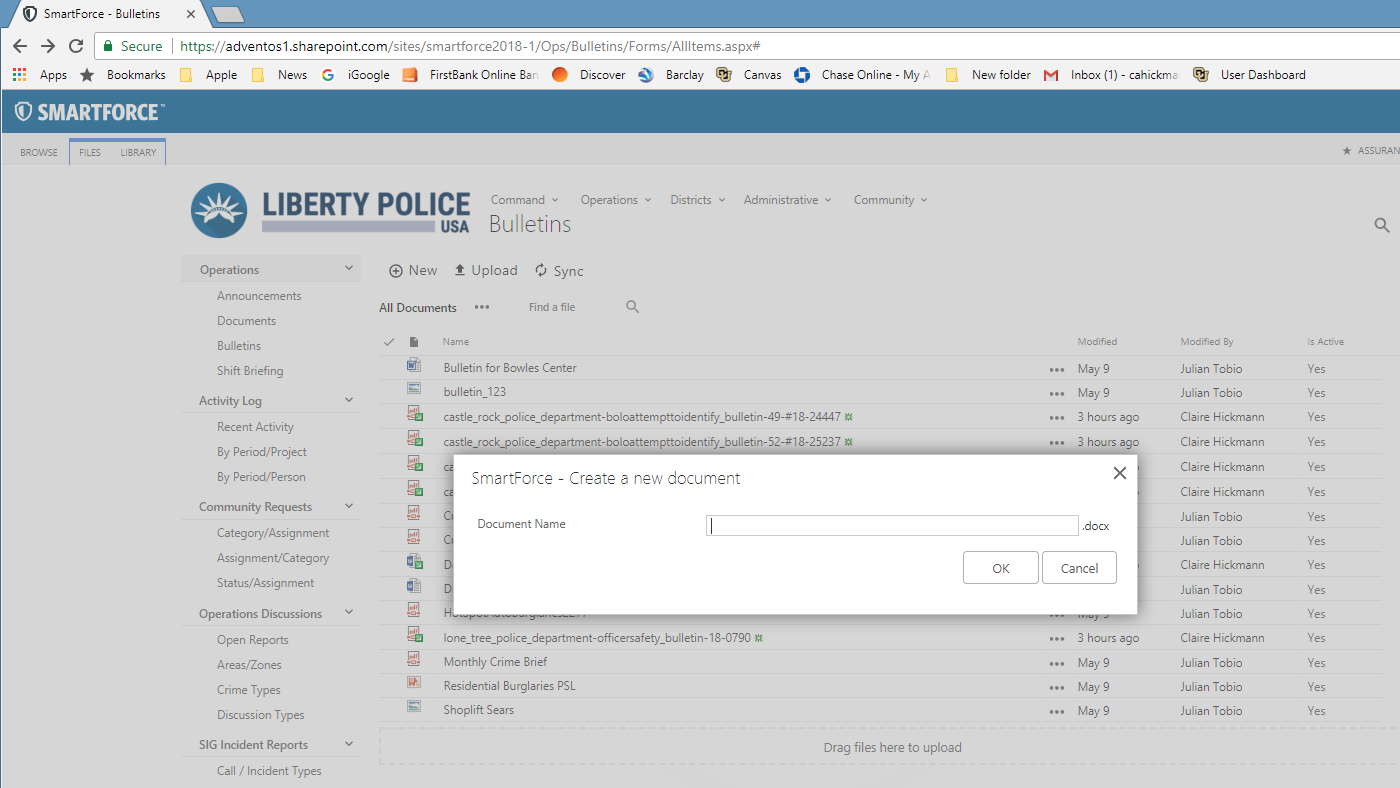 SmartForce - Bulletins
Secure https://adventos1.sharepoint.com/sites/smartforce2018-1/Ops/Bulletins/Forms/AllItems.aspx#
Apps Bookmarks Apple News iGoogle FirstBank Online Ban Discover Barclay Canvas Chase Online - My A New folder Inbox (1) - cahickma User Dashboard
SMARTFORCE™
BROWSE FILES LIBRARY ASSURAN
LIBERTY POLICE USA
Command Operations Districts Administrative Community
Bulletins
Operations
Announcements
Documents
Bulletins
Shift Briefing
Activity Log
Recent Activity
By Period/Project
By Period/Person
Community Requests
Category/Assignment
Assignment/Category
Status/Assignment
Operations Discussions
Open Reports
Areas/Zones
Crime Types
Discussion Types
SIG Incident Reports
Call / Incident Types
New Upload Sync
All Documents ••• Find a file
Name Modified Modified By Is Active
Bulletin for Bowles Center ••• May 9 Julian Tobio Yes
bulletin_123 ••• May 9 Julian Tobio Yes
castle_rock_police_department-boloattempttoidentify_bulletin-49-#18-24447 ••• 3 hours ago Claire Hickmann Yes
castle_rock_police_department-boloattempttoidentify_bulletin-52-#18-25237 ••• 3 hours ago Claire Hickmann Yes
ca Claire Hickmann Yes
ca Claire Hickmann Yes
Julian Tobio Yes
Julian Tobio Yes
Claire Hickmann Yes
Julian Tobio Yes
••• May 9 Julian Tobio Yes
lone_tree_police_department-officersafety_bulletin-18-0790 ••• 3 hours ago Claire Hickmann Yes
Monthly Crime Brief ••• May 9 Julian Tobio Yes
Residential Burglaries PSL ••• May 9 Julian Tobio Yes
Shoplift Sears ••• May 9 Julian Tobio Yes
Drag files here to upload
SmartForce - Create a new document
Document Name .docx
OK Cancel